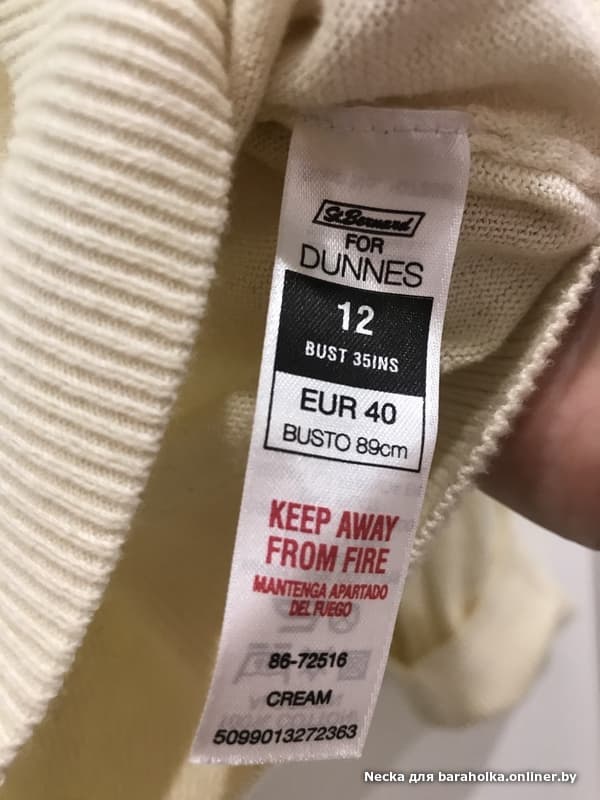 St.Bernard
FOR
DUNNES
12
BUST 35INS
EUR 40
BUSTO 89cm
KEEP AWAY
FROM FIRE
MANTENGA APARTADO
DEL FUEGO
86-72516
CREAM
5099013272363
Necka для baraholka.onliner.by